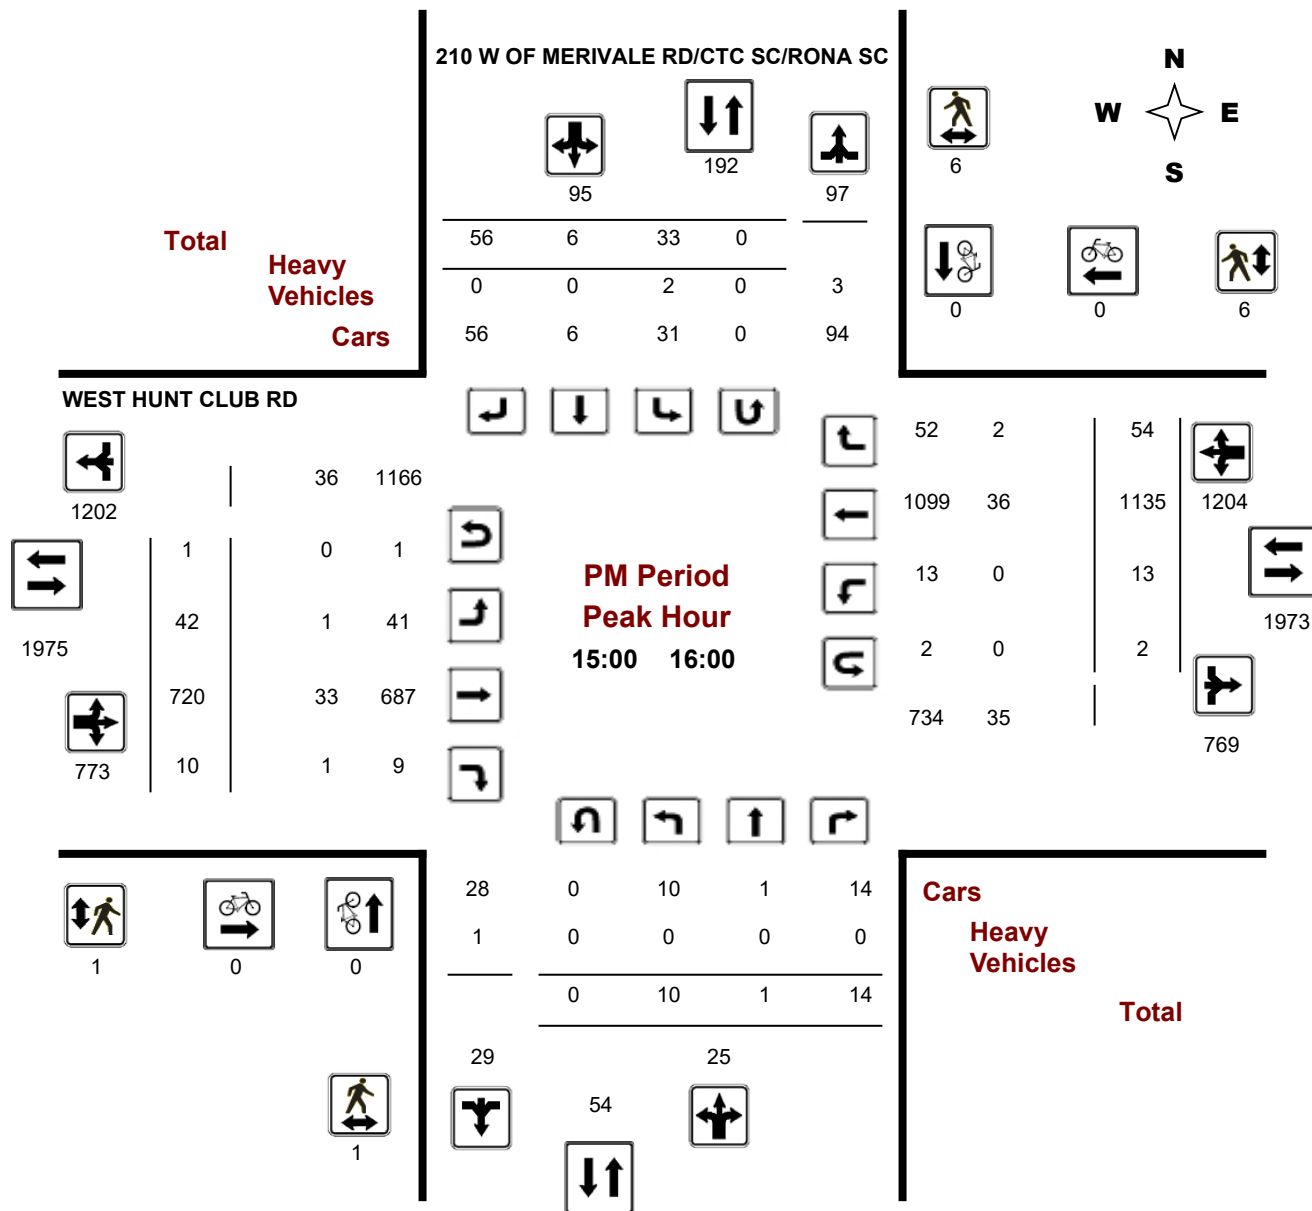 210 W OF MERIVALE RD/CTC SC/RONA SC
N
W E
S
192
6
95 97
Total
56 6 33 0
Heavy
Vehicles
0 0 2 0 3
0 0 6
Cars
56 6 31 0 94
WEST HUNT CLUB RD
52 2 54
36 1166
1202
1099 36 1135 1204
1 0 1
PM Period
13 0 13
Peak Hour
42 1 41
1973
1975
15:00 16:00
2 0 2
720 33 687
734 35
769
773 10 1 9
28 0 10 1 14
Cars
1 0 0 0 0
Heavy
Vehicles
1 0 0
0 10 1 14
Total
29 25
54
1